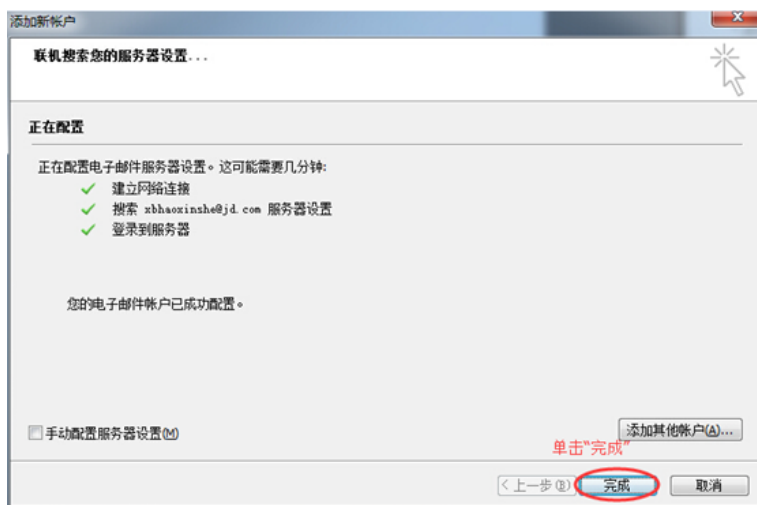 添加新帐户
联机搜索您的服务器设置...
正在配置
正在配置电子邮件服务器设置。这可能需要几分钟:
建立网络连接
搜索 xbhaoxinshe@jd.com 服务器设置
登录到服务器
您的电子邮件帐户已成功配置。
手动配置服务器设置(M)
添加其他帐户(A)...
单击“完成”
<上一步(B)
完成
取消